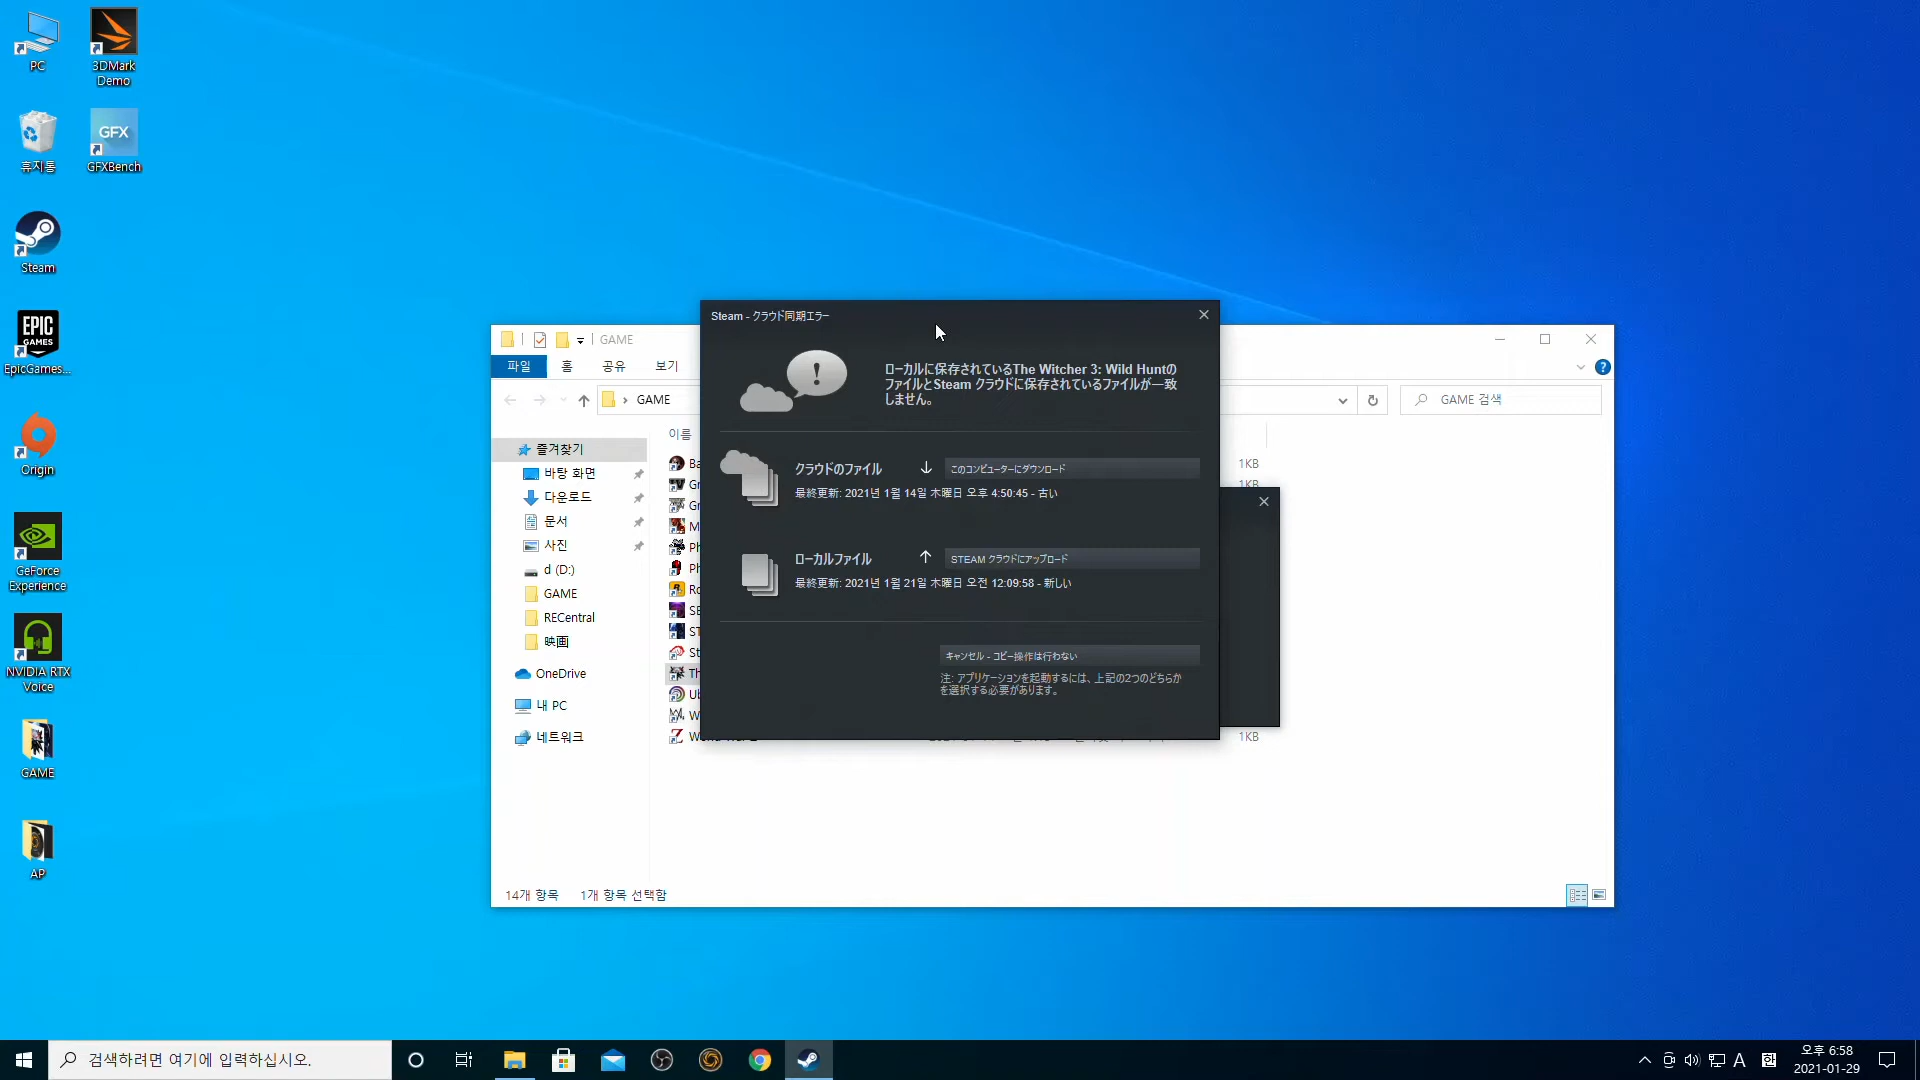 PC
3DMark
Demo
휴지통
GFX
GFXBench
Steam
EPIC
GAMES
EpicGames...
Origin
GeForce
Experience
NVIDIA RTX
Voice
GAME
AP
GAME
파일
홈
공유
보기
GAME
GAME 검색
이름
즐겨찾기
바탕 화면
다운로드
문서
사진
d (D:)
GAME
RECentral
映画
OneDrive
내 PC
네트워크
1KB
1KB
1KB
14개 항목
1개 항목 선택함
Steam - クラウド同期エラー
ローカルに保存されているThe Witcher 3: Wild Huntの
ファイルとSteam クラウドに保存されているファイルが一致
しません。
クラウドのファイル
このコンピューターにダウンロード
最終更新: 2021년 1월 14일 木曜日 오후 4:50:45 - 古い
ローカルファイル
STEAM クラウドにアップロード
最終更新: 2021년 1월 21일 木曜日 오전 12:09:58 - 新しい
キャンセル - コピー操作は行わない
注: アプリケーションを起動するには、上記の2つのどちらか
を選択する必要があります。
검색하려면 여기에 입력하십시오.
A
한
오후 6:58
2021-01-29